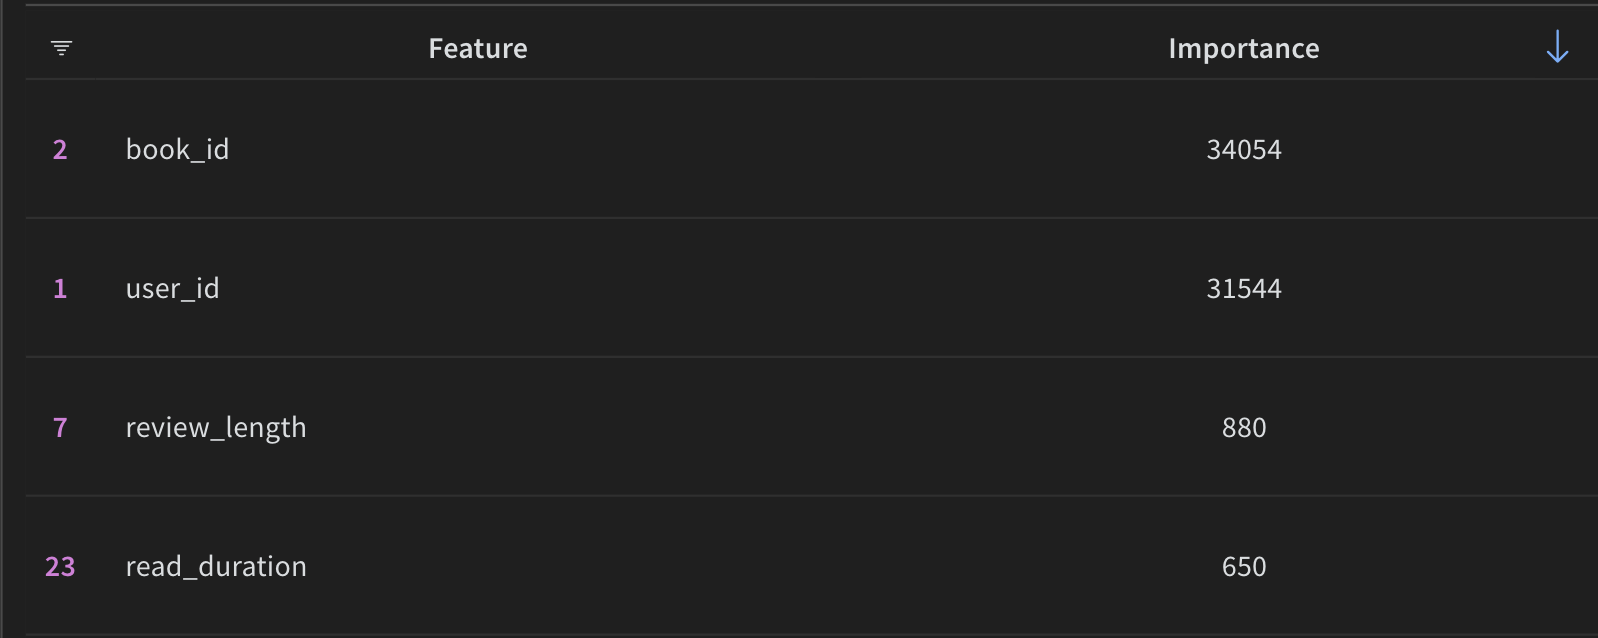 Feature Importance
2 book_id 34054
1 user_id 31544
7 review_length 880
23 read_duration 650